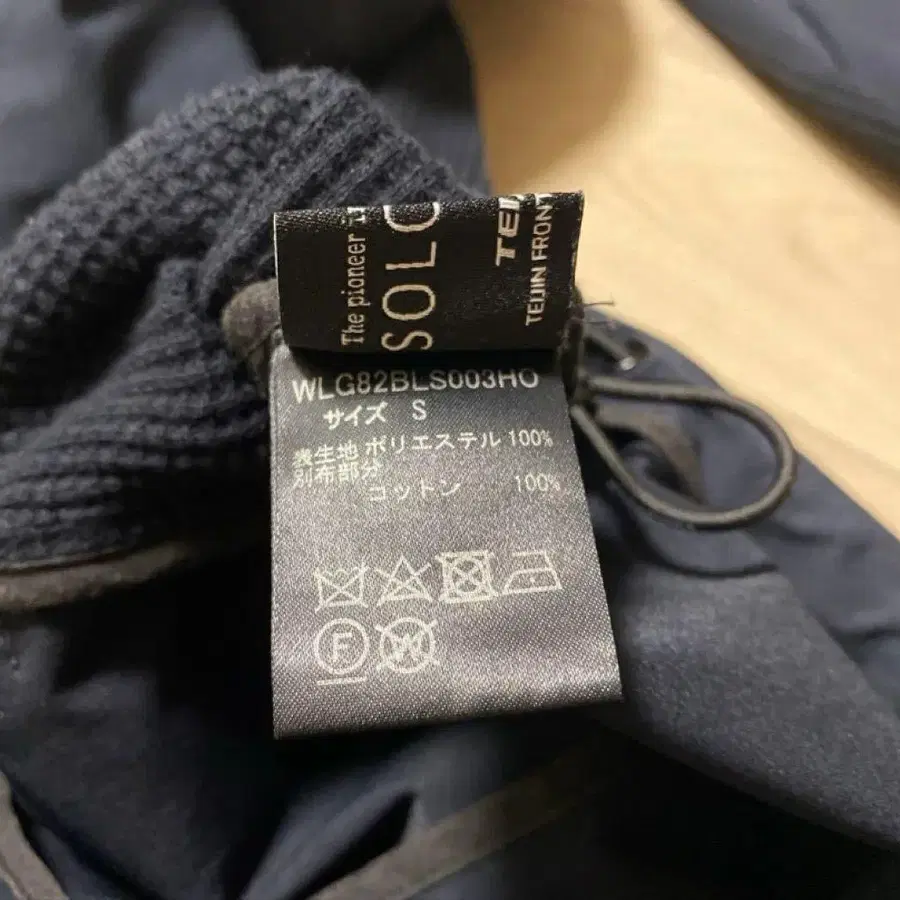 The pioneer
SOLO
TEIJ
TEIJIN FRONT
WLG82BLS003HO
サイズ S
表生地 ポリエステル 100%
別布部分
コットン 100%
F
W